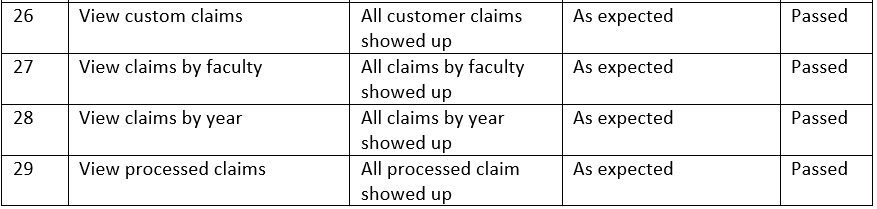 26 View custom claims All customer claims As expected Passed
showed up
27 View claims by faculty All claims by faculty As expected Passed
showed up
28 View claims by year All claims by year As expected Passed
showed up
29 View processed claims All processed claim As expected Passed
showed up